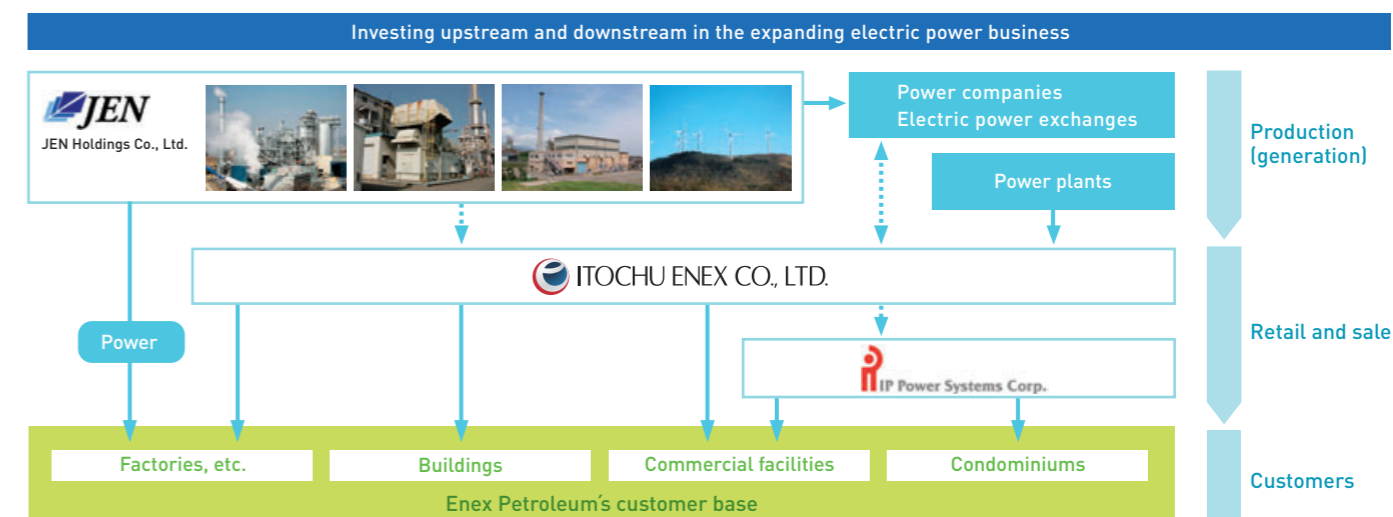 Investing upstream and downstream in the expanding electric power business
JEN
JEN Holdings Co., Ltd.
Power companies
Electric power exchanges
Power plants
Production
(generation)
ITOCHU ENEX CO., LTD.
Power
Retail and sale
IP Power Systems Corp.
Factories, etc.
Buildings
Commercial facilities
Condominiums
Enex Petroleum's customer base
Customers